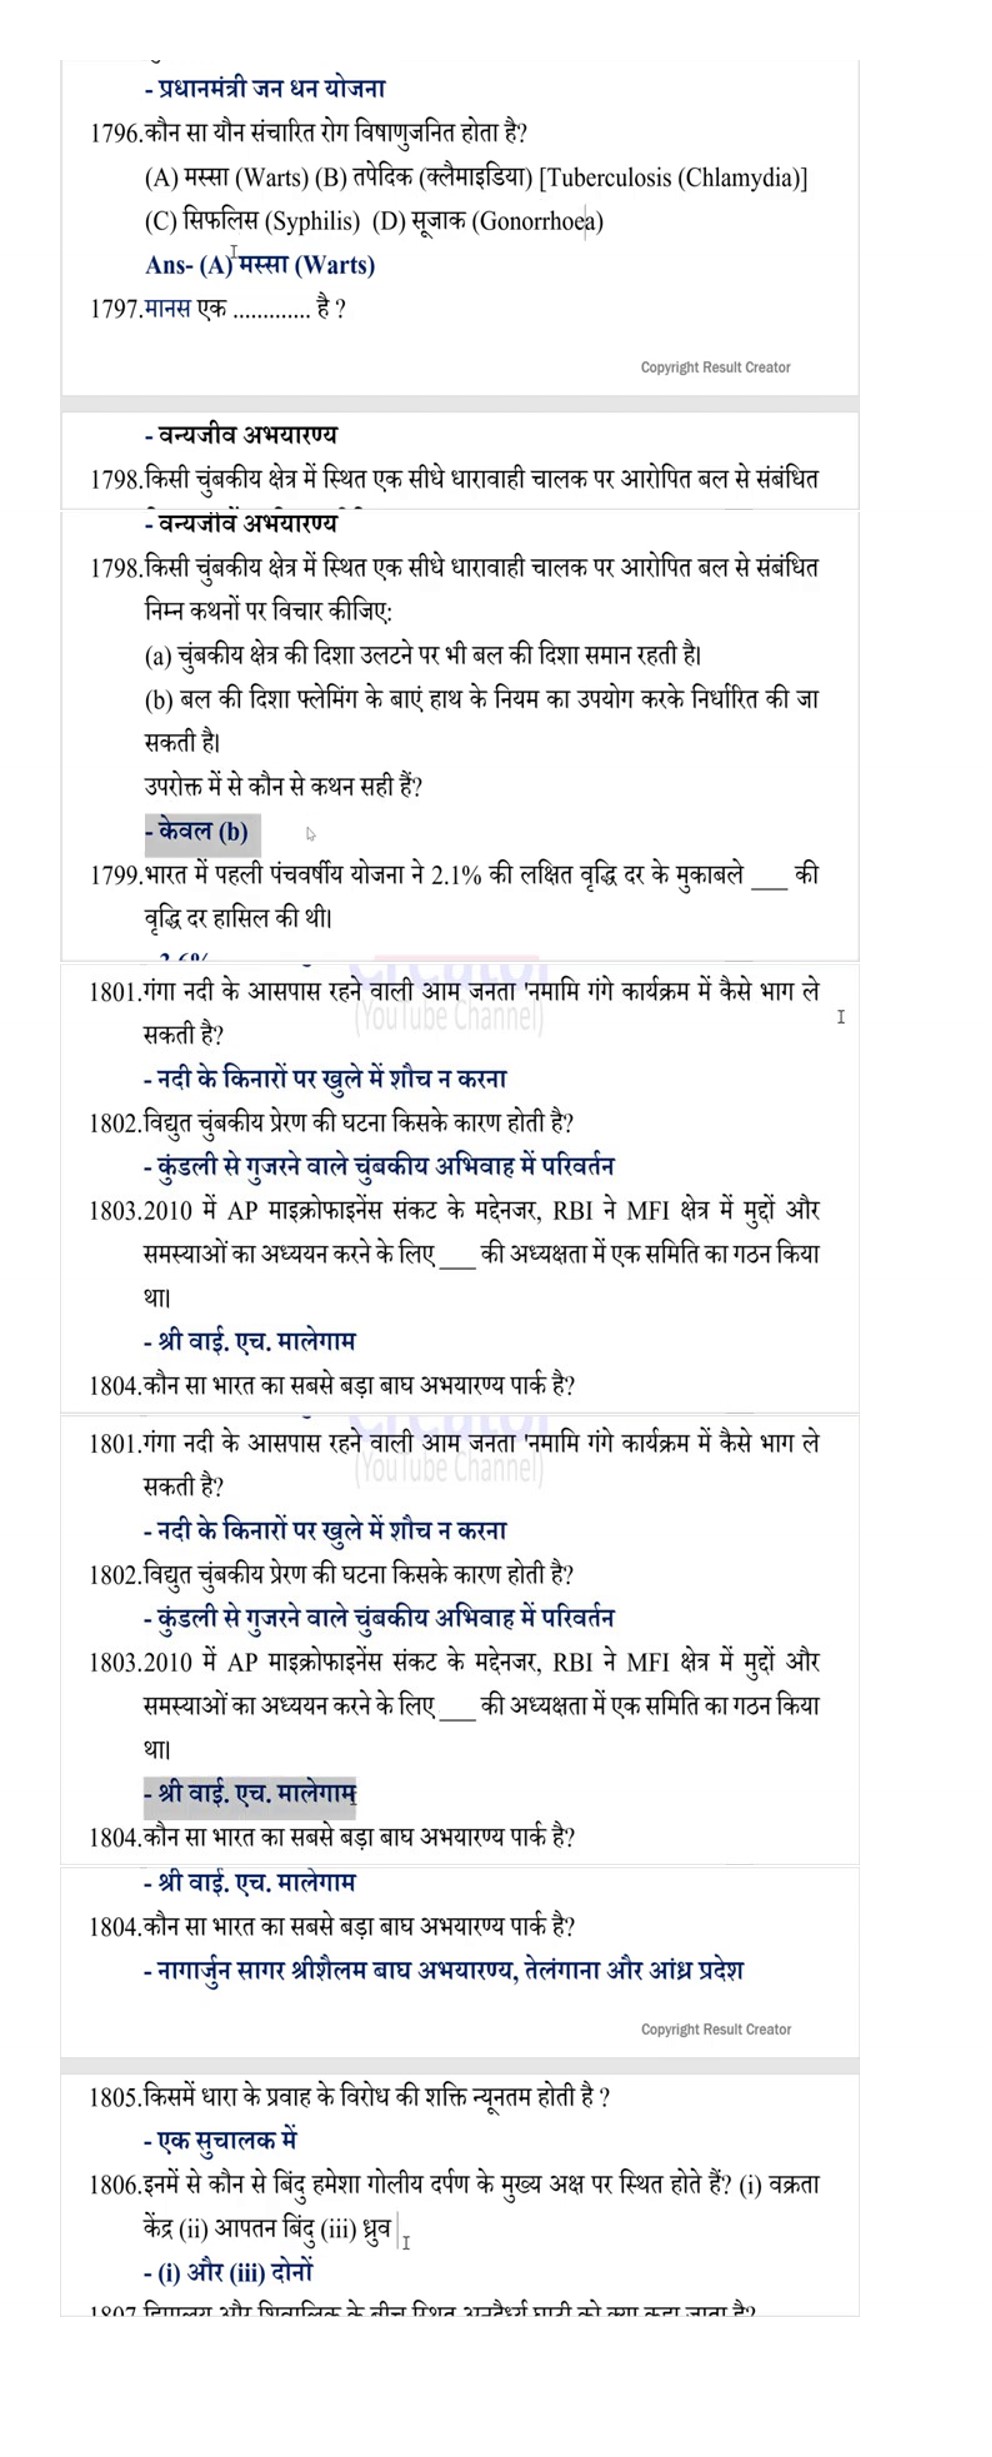 - प्रधानमंत्री जन धन योजना
1796.कौन सा यौन संचारित रोग विषाणुजनित होता है?
(A) मस्सा (Warts) (B) तपेदिक (क्लैमाइडिया) [Tuberculosis (Chlamydia)]
(C) सिफलिस (Syphilis) (D) सूजाक (Gonorrhoea)
Ans- (A) मस्सा (Warts)
1797.मानस एक ............. है ?
Copyright Result Creator
- वन्यजीव अभयारण्य
1798.किसी चुंबकीय क्षेत्र में स्थित एक सीधे धारावाही चालक पर आरोपित बल से संबंधित
- वन्यजीव अभयारण्य
1798.किसी चुंबकीय क्षेत्र में स्थित एक सीधे धारावाही चालक पर आरोपित बल से संबंधित
निम्न कथनों पर विचार कीजिए:
(a) चुंबकीय क्षेत्र की दिशा उलटने पर भी बल की दिशा समान रहती है।
(b) बल की दिशा फ्लेमिंग के बाएं हाथ के नियम का उपयोग करके निर्धारित की जा
सकती है।
उपरोक्त में से कौन से कथन सही हैं?
- केवल (b)
1799.भारत में पहली पंचवर्षीय योजना ने 2.1% की लक्षित वृद्धि दर के मुकाबले ___ की
वृद्धि दर हासिल की थी।
1801.गंगा नदी के आसपास रहने वाली आम जनता 'नमामि गंगे कार्यक्रम में कैसे भाग ले
(YouTube Channel)
सकती है?
- नदी के किनारों पर खुले में शौच न करना
1802.विद्युत चुंबकीय प्रेरण की घटना किसके कारण होती है?
- कुंडली से गुजरने वाले चुंबकीय अभिवाह में परिवर्तन
1803.2010 में AP माइक्रोफाइनेंस संकट के मद्देनजर, RBI ने MFI क्षेत्र में मुद्दों और
समस्याओं का अध्ययन करने के लिए ___ की अध्यक्षता में एक समिति का गठन किया
था।
- श्री वाई. एच. मालेगाम
1804.कौन सा भारत का सबसे बड़ा बाघ अभयारण्य पार्क है?
1801.गंगा नदी के आसपास रहने वाली आम जनता 'नमामि गंगे कार्यक्रम में कैसे भाग ले
(YouTube Channel)
सकती है?
- नदी के किनारों पर खुले में शौच न करना
1802.विद्युत चुंबकीय प्रेरण की घटना किसके कारण होती है?
- कुंडली से गुजरने वाले चुंबकीय अभिवाह में परिवर्तन
1803.2010 में AP माइक्रोफाइनेंस संकट के मद्देनजर, RBI ने MFI क्षेत्र में मुद्दों और
समस्याओं का अध्ययन करने के लिए ___ की अध्यक्षता में एक समिति का गठन किया
था।
- श्री वाई. एच. मालेगाम
1804.कौन सा भारत का सबसे बड़ा बाघ अभयारण्य पार्क है?
- श्री वाई. एच. मालेगाम
1804.कौन सा भारत का सबसे बड़ा बाघ अभयारण्य पार्क है?
- नागार्जुन सागर श्रीशैलम बाघ अभयारण्य, तेलंगाना और आंध्र प्रदेश
Copyright Result Creator
1805.किसमें धारा के प्रवाह के विरोध की शक्ति न्यूनतम होती है ?
- एक सुचालक में
1806.इनमें से कौन से बिंदु हमेशा गोलीय दर्पण के मुख्य अक्ष पर स्थित होते हैं? (i) वक्रता
केंद्र (ii) आपतन बिंदु (iii) ध्रुव
- (i) और (iii) दोनों